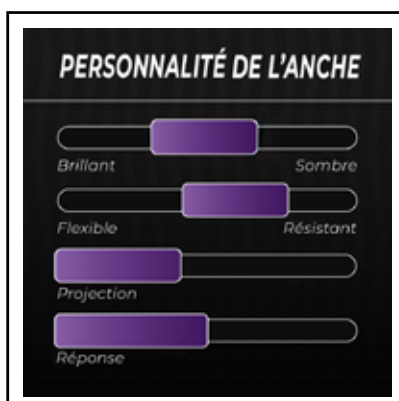 PERSONNALITÉ DE L’ANCHE
Brillant Sombre
Flexible Résistant
Projection
Réponse